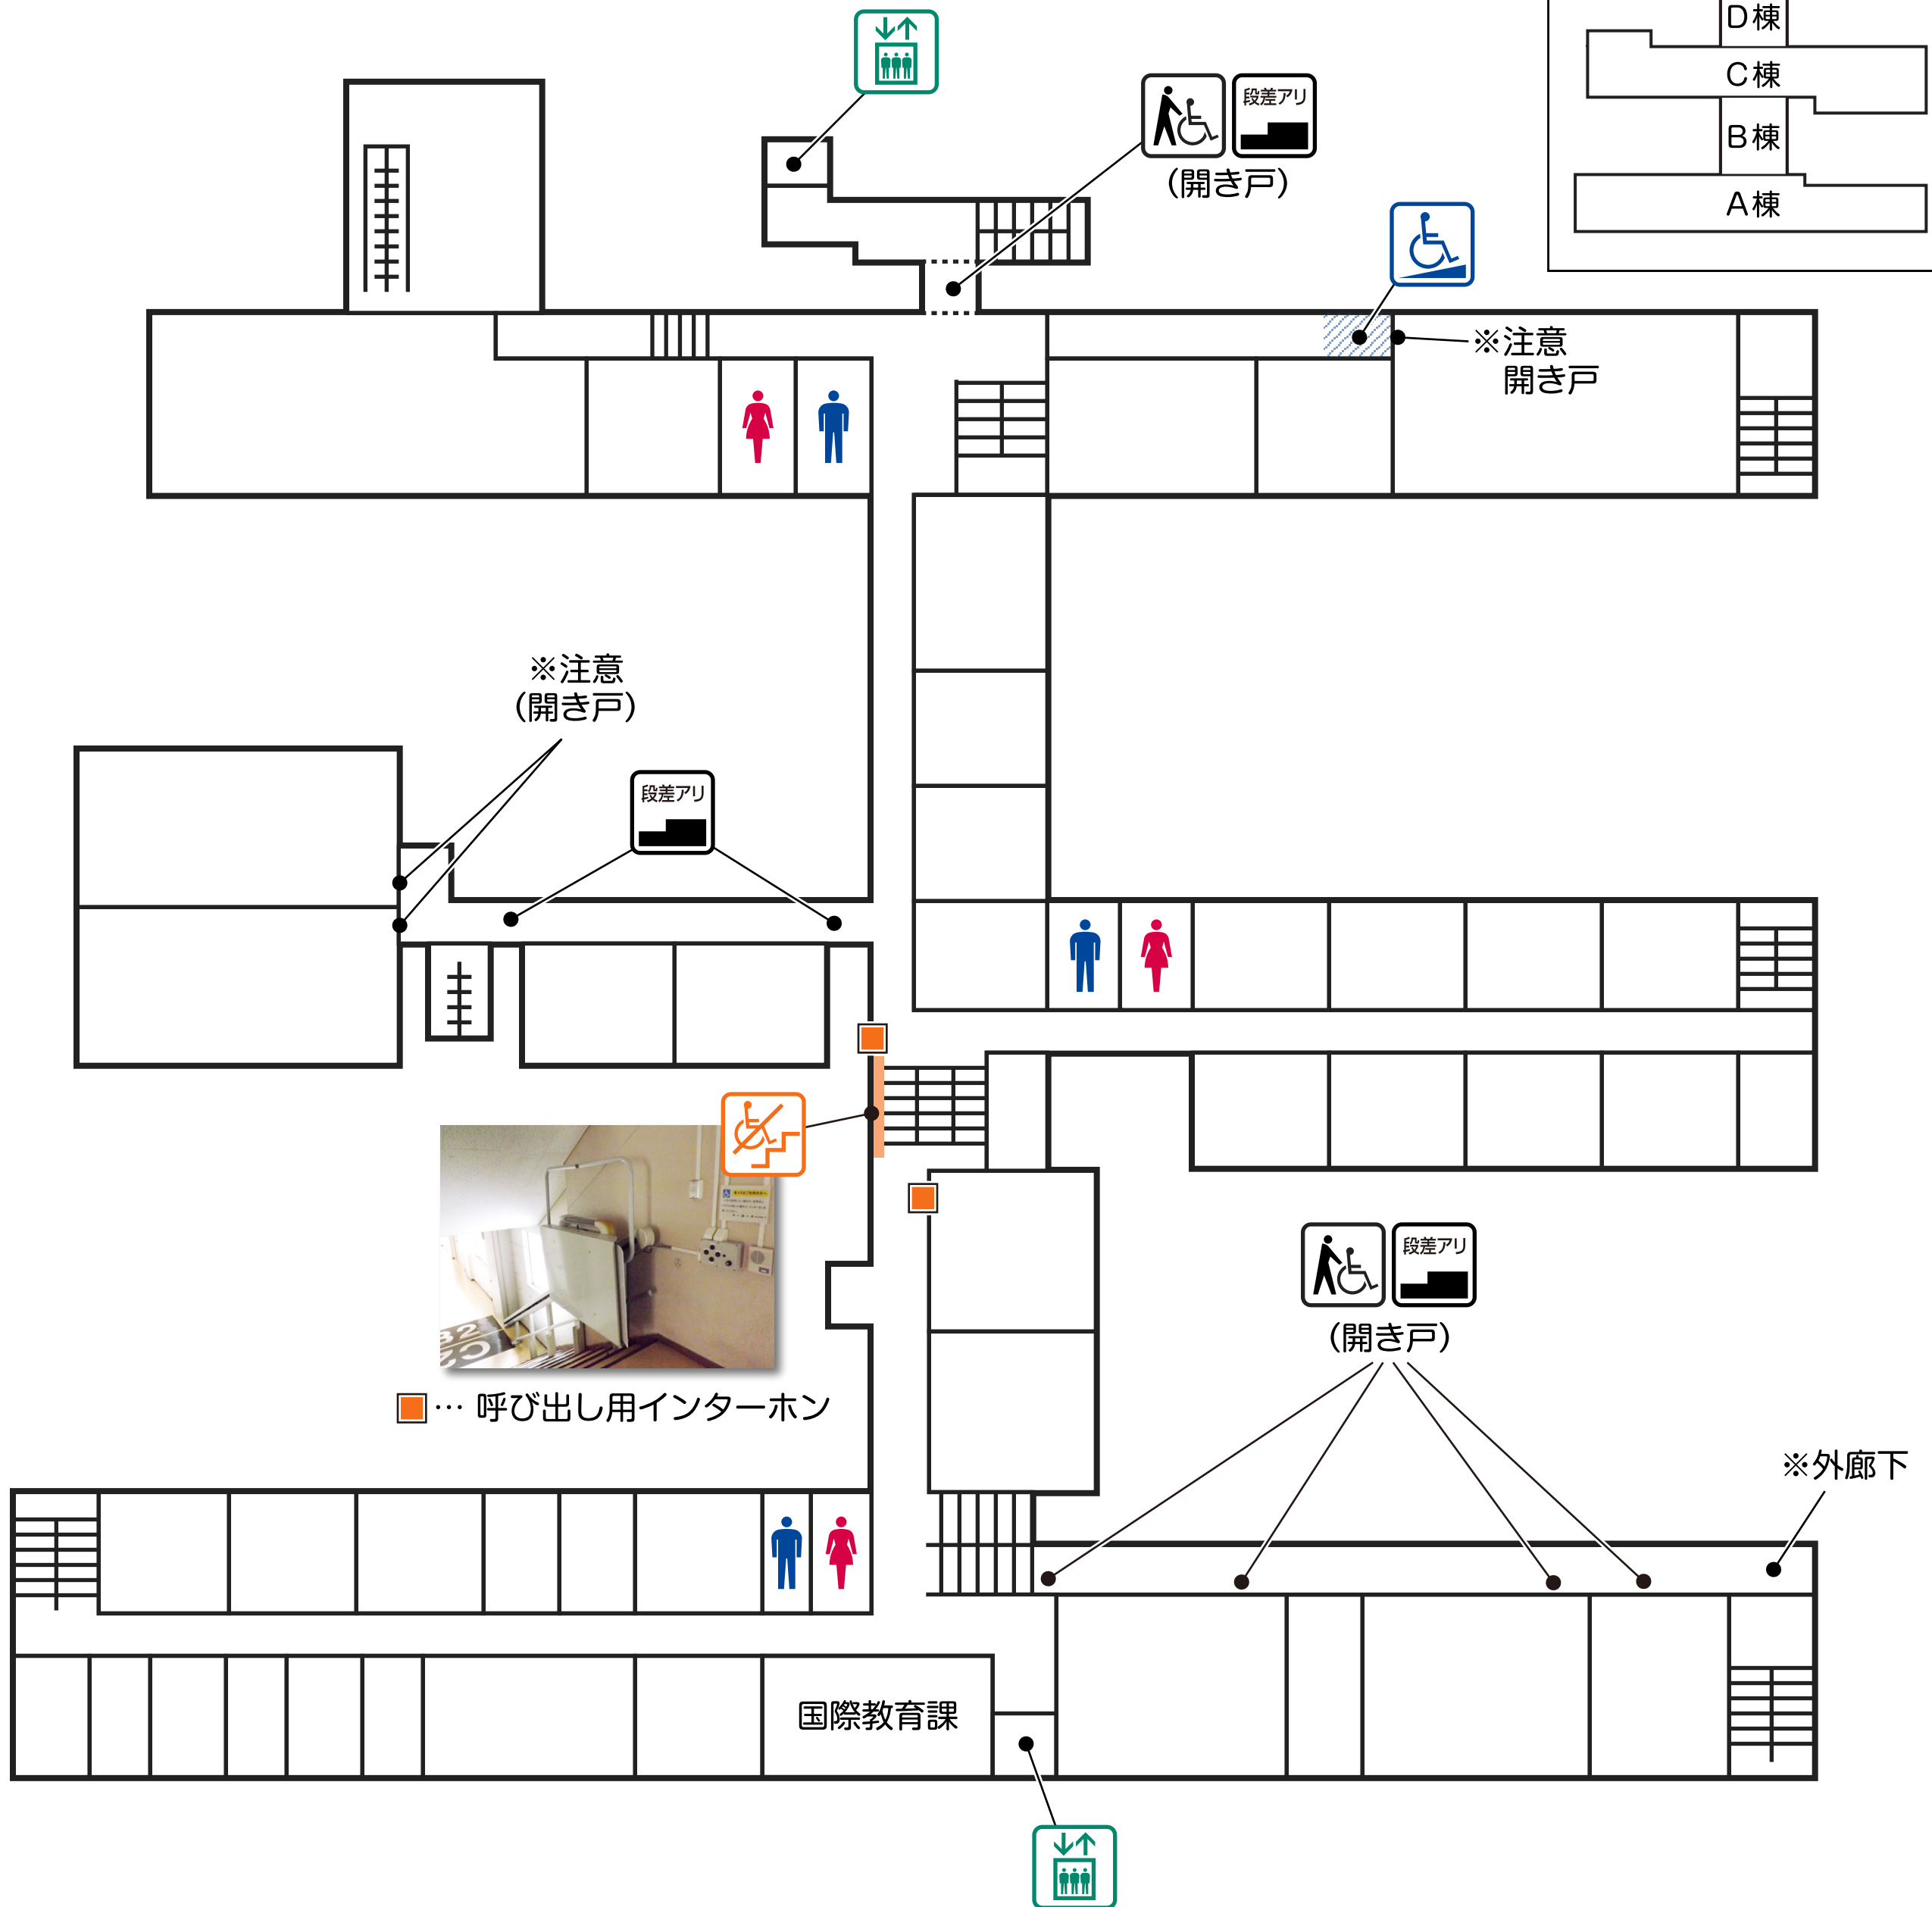 D棟
C棟
B棟
A棟
段差アリ
(開き戸)
※注意
開き戸
※注意
(開き戸)
段差アリ
段差アリ
(開き戸)
■… 呼び出し用インターホン
※外廊下
国際教育課